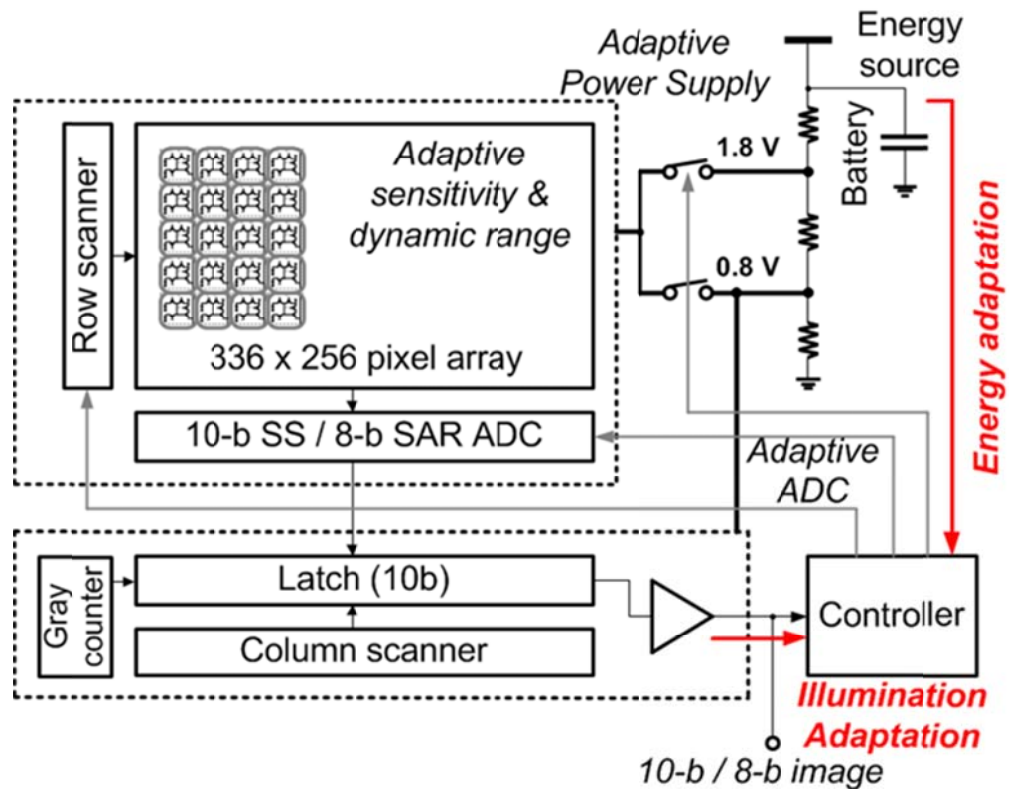 Adaptive
Power Supply
Energy
source
Battery
1.8 V
0.8 V
Energy adaptation
Row scanner
Adaptive
sensitivity &
dynamic range
336 x 256 pixel array
10-b SS / 8-b SAR ADC
Adaptive
ADC
Gray
counter
Latch (10b)
Column scanner
Controller
Illumination
Adaptation
10-b / 8-b image